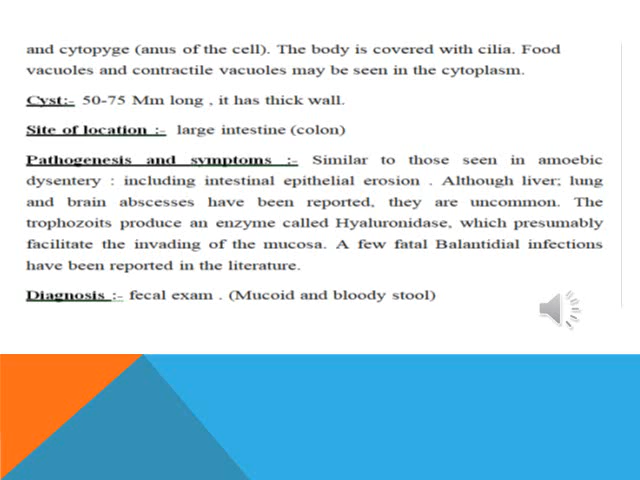 and cytopyge (anus of the cell). The body is covered with cilia. Food
vacuoles and contractile vacuoles may be seen in the cytoplasm.
Cyst:- 50-75 Mm long , it has thick wall.
Site of location :- large intestine (colon)
Pathogenesis and symptoms :- Similar to those seen in amoebic
dysentery : including intestinal epithelial erosion . Although liver; lung
and brain abscesses have been reported, they are uncommon. The
trophozoits produce an enzyme called Hyaluronidase, which presumably
facilitate the invading of the mucosa. A few fatal Balantidial infections
have been reported in the literature.
Diagnosis :- fecal exam . (Mucoid and bloody stool)